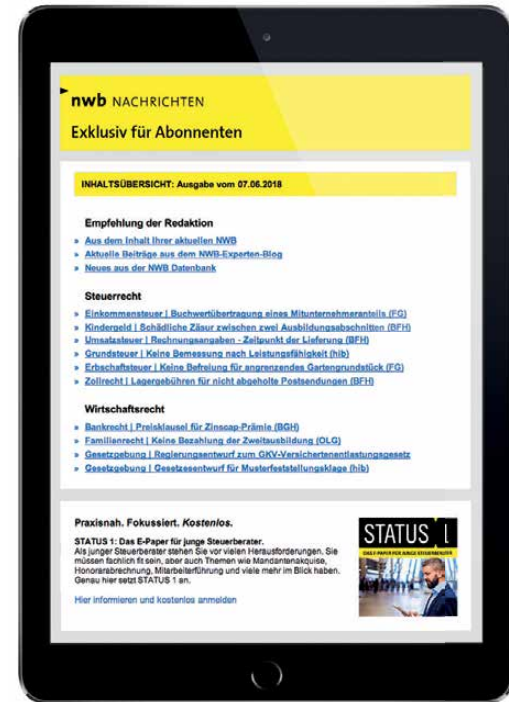 nwb NACHRICHTEN
Exklusiv für Abonnenten
INHALTSÜBERSICHT: Ausgabe vom 07.06.2018
Empfehlung der Redaktion
» Aus dem Inhalt Ihrer aktuellen NWB
» Aktuelle Beiträge aus dem NWB-Experten-Blog
» Neues aus der NWB Datenbank
Steuerrecht
» Einkommensteuer | Buchwertübertragung eines Mitunternehmeranteils (FG)
» Kindergeld | Schädliche Zäsur zwischen zwei Ausbildungsabschnitten (BFH)
» Umsatzsteuer | Rechnungsangaben - Zeitpunkt der Lieferung (BFH)
» Grundsteuer | Keine Bemessung nach Leistungsfähigkeit (hib)
» Erbschaftsteuer | Keine Befreiung für angrenzendes Gartengrundstück (FG)
» Zollrecht | Lagergebühren für nicht abgeholte Postsendungen (BFH)
Wirtschaftsrecht
» Bankrecht | Preisklausel für Zinscap-Prämie (BGH)
» Familienrecht | Keine Bezahlung der Zweitausbildung (OLG)
» Gesetzgebung | Regierungsentwurf zum GKV-Versichertenentlastungsgesetz
» Gesetzgebung | Gesetzesentwurf für Musterfeststellungsklage (hib)
Praxisnah. Fokussiert. Kostenlos.
STATUS 1: Das E-Paper für junge Steuerberater.
Als junger Steuerberater stehen Sie vor vielen Herausforderungen. Sie
müssen fachlich fit sein, aber auch Themen wie Mandantenakquise,
Honorarabrechnung, Mitarbeiterführung und viele mehr im Blick haben.
Genau hier setzt STATUS 1 an.
Hier informieren und kostenlos anmelden
STATUS 1
DAS E-PAPER FÜR JUNGE STEUERBERATER